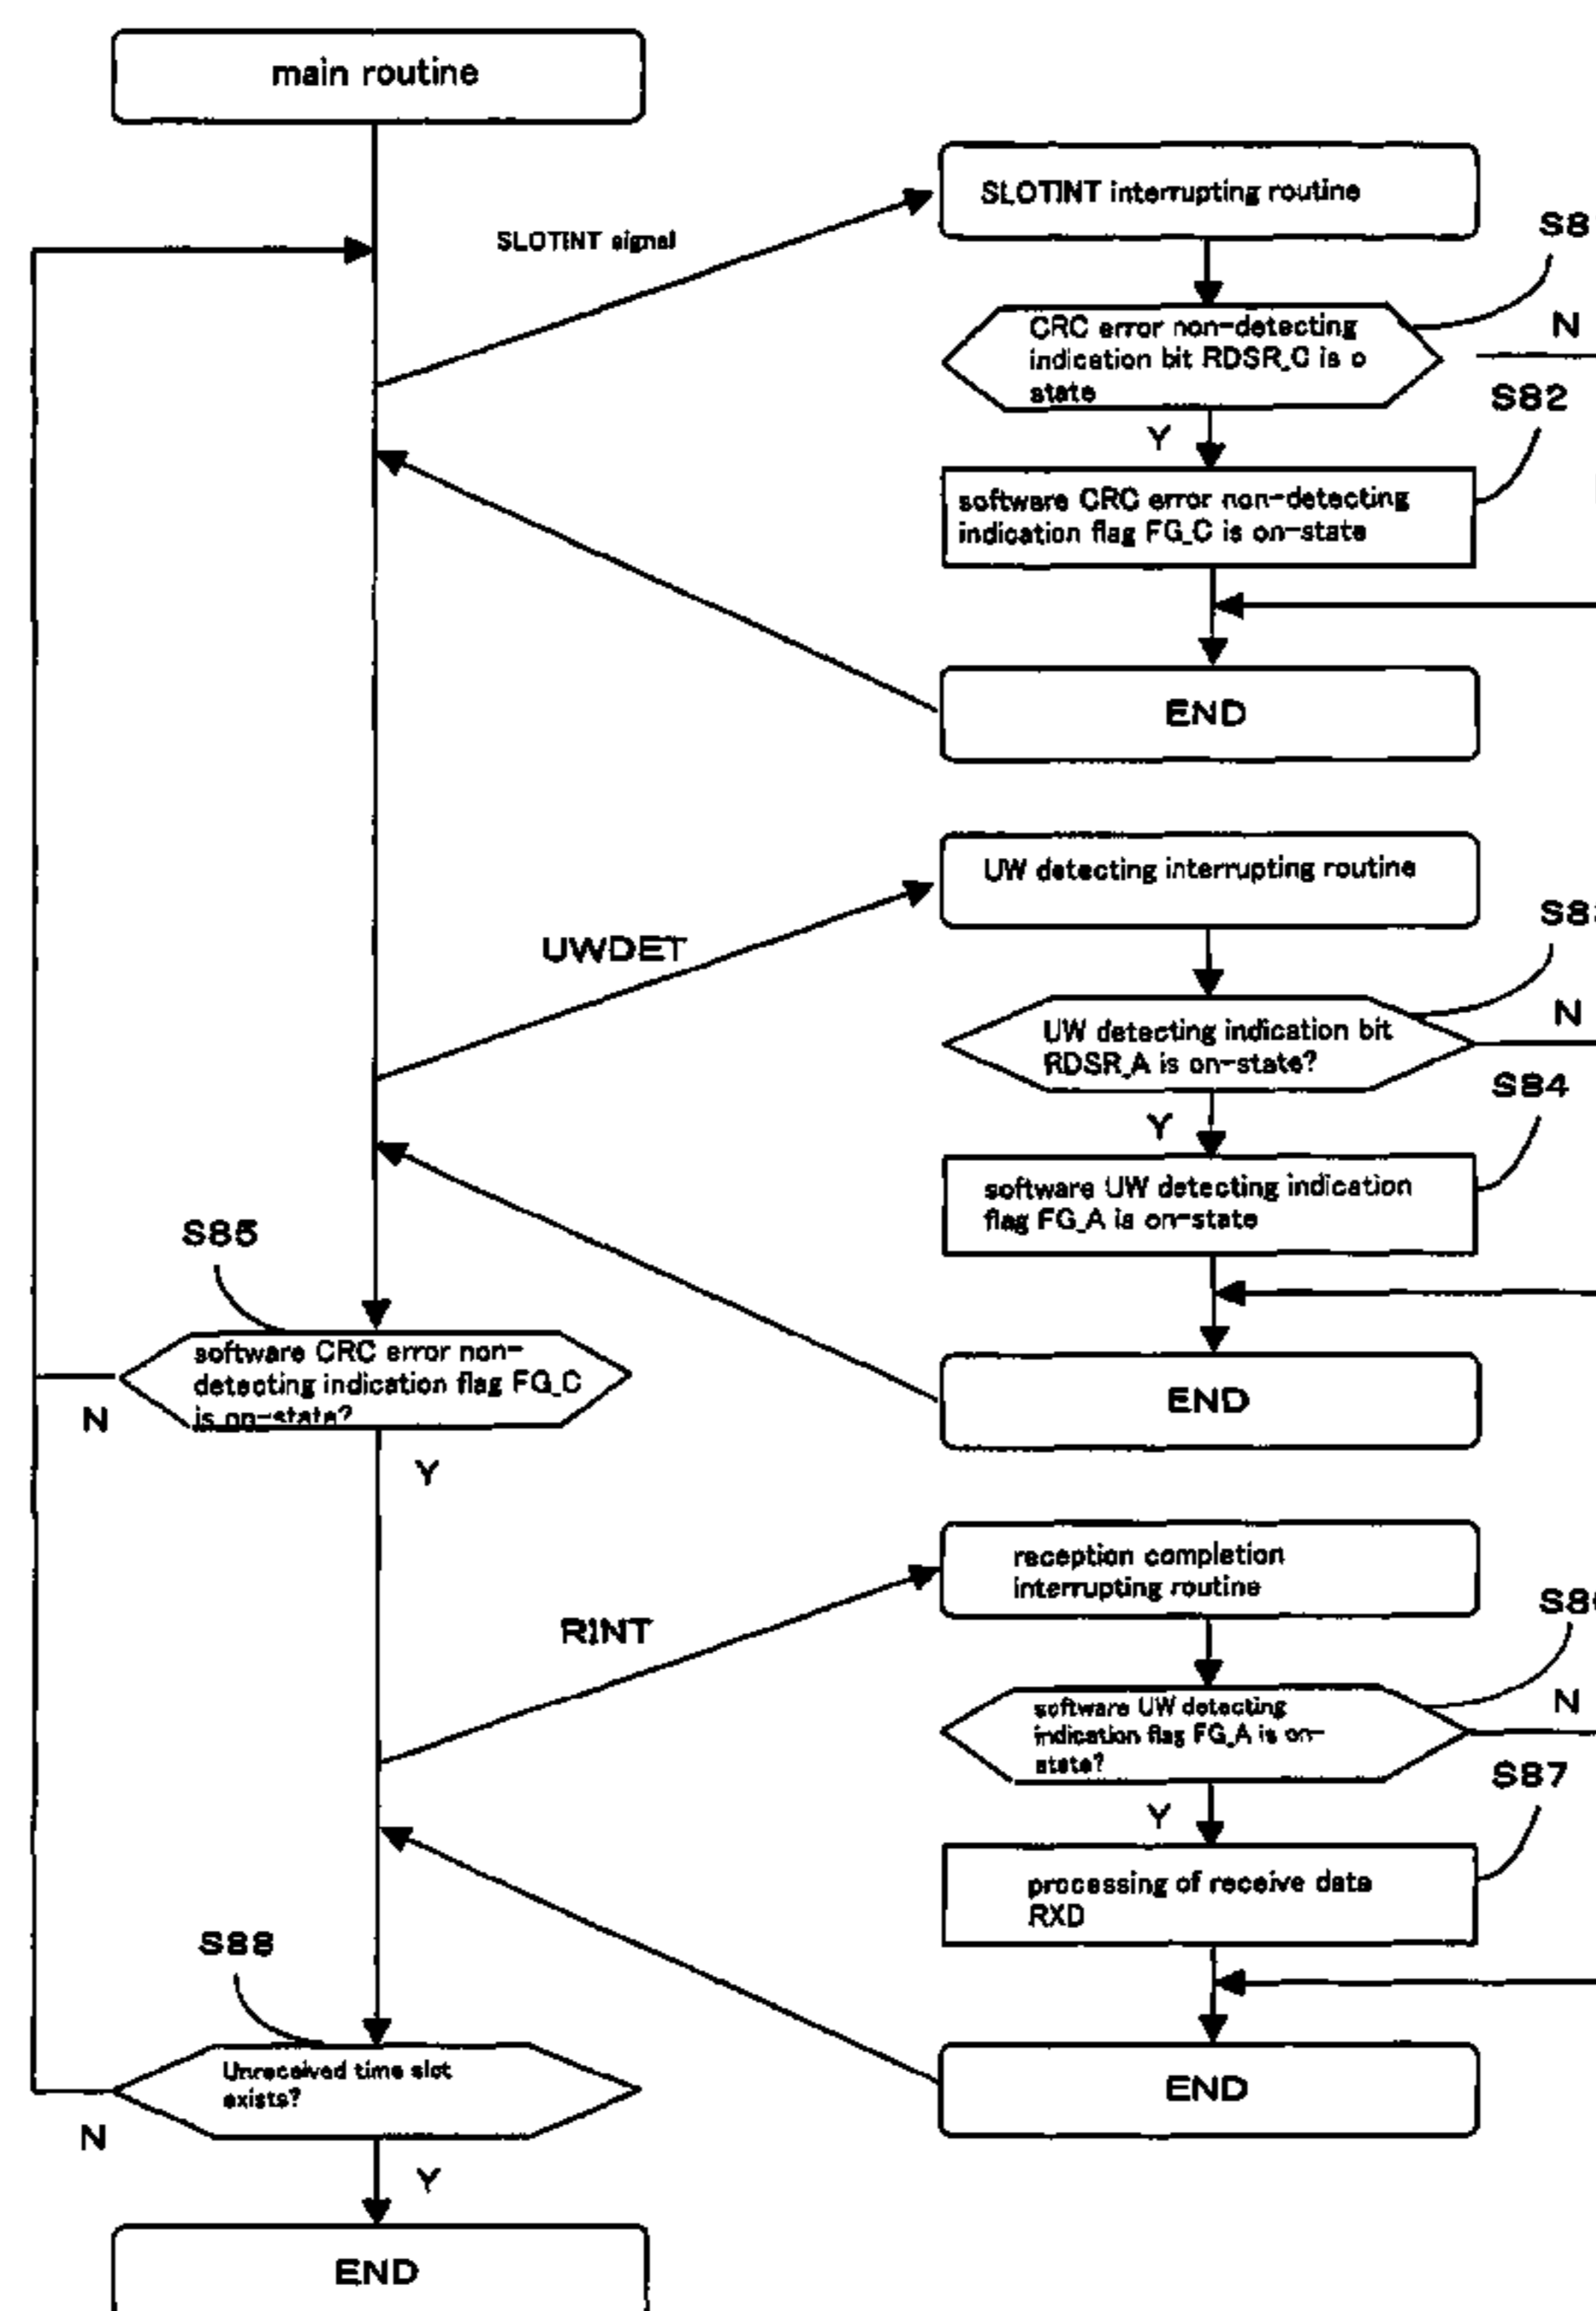 main routine
SLOTINT signal
SLOTINT interrupting routine
S8
CRC error non-detecting
indication bit RDSR_C is o
state
N
Y
S82
software CRC error non-detecting
indication flag FG_C is on-state
END
UWDET
UW detecting interrupting routine
S83
UW detecting indication bit
RDSR_A is on-state?
N
Y
S84
software UW detecting indication
flag FG_A is on-state
END
S85
software CRC error non-
detecting indication flag FG_C
is on-state?
N
Y
RINT
reception completion
interrupting routine
S86
software UW detecting
indication flag FG_A is on-
state?
N
Y
S87
processing of receive data
RXD
END
S88
Unreceived time slot
exists?
N
Y
END